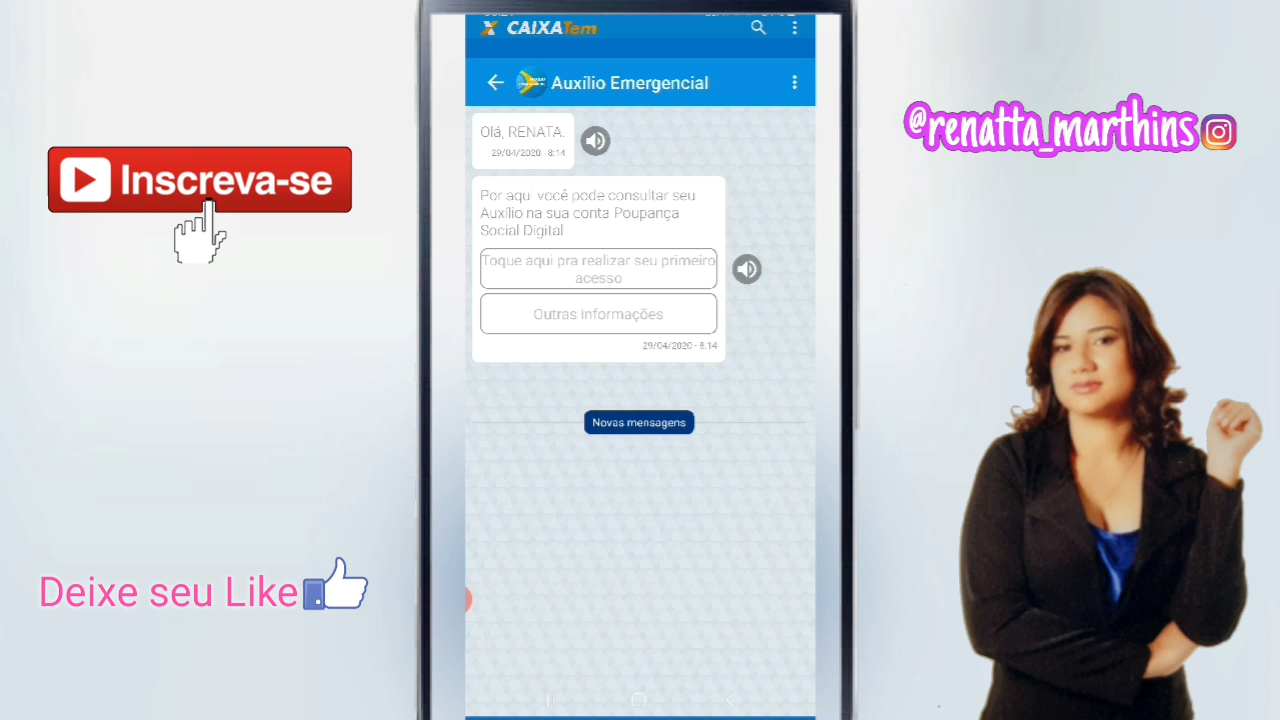 CAIXATem
Auxílio Emergencial
Olá, RENATA.
29/04/2020 - 8:14
Por aqui você pode consultar seu
Auxílio na sua conta Poupança
Social Digital
Toque aqui pra realizar seu primeiro
acesso
Outras informações
29/04/2020 - 8:14
Novas mensagens
Inscreva-se
Deixe seu Like
@renatta_marthins